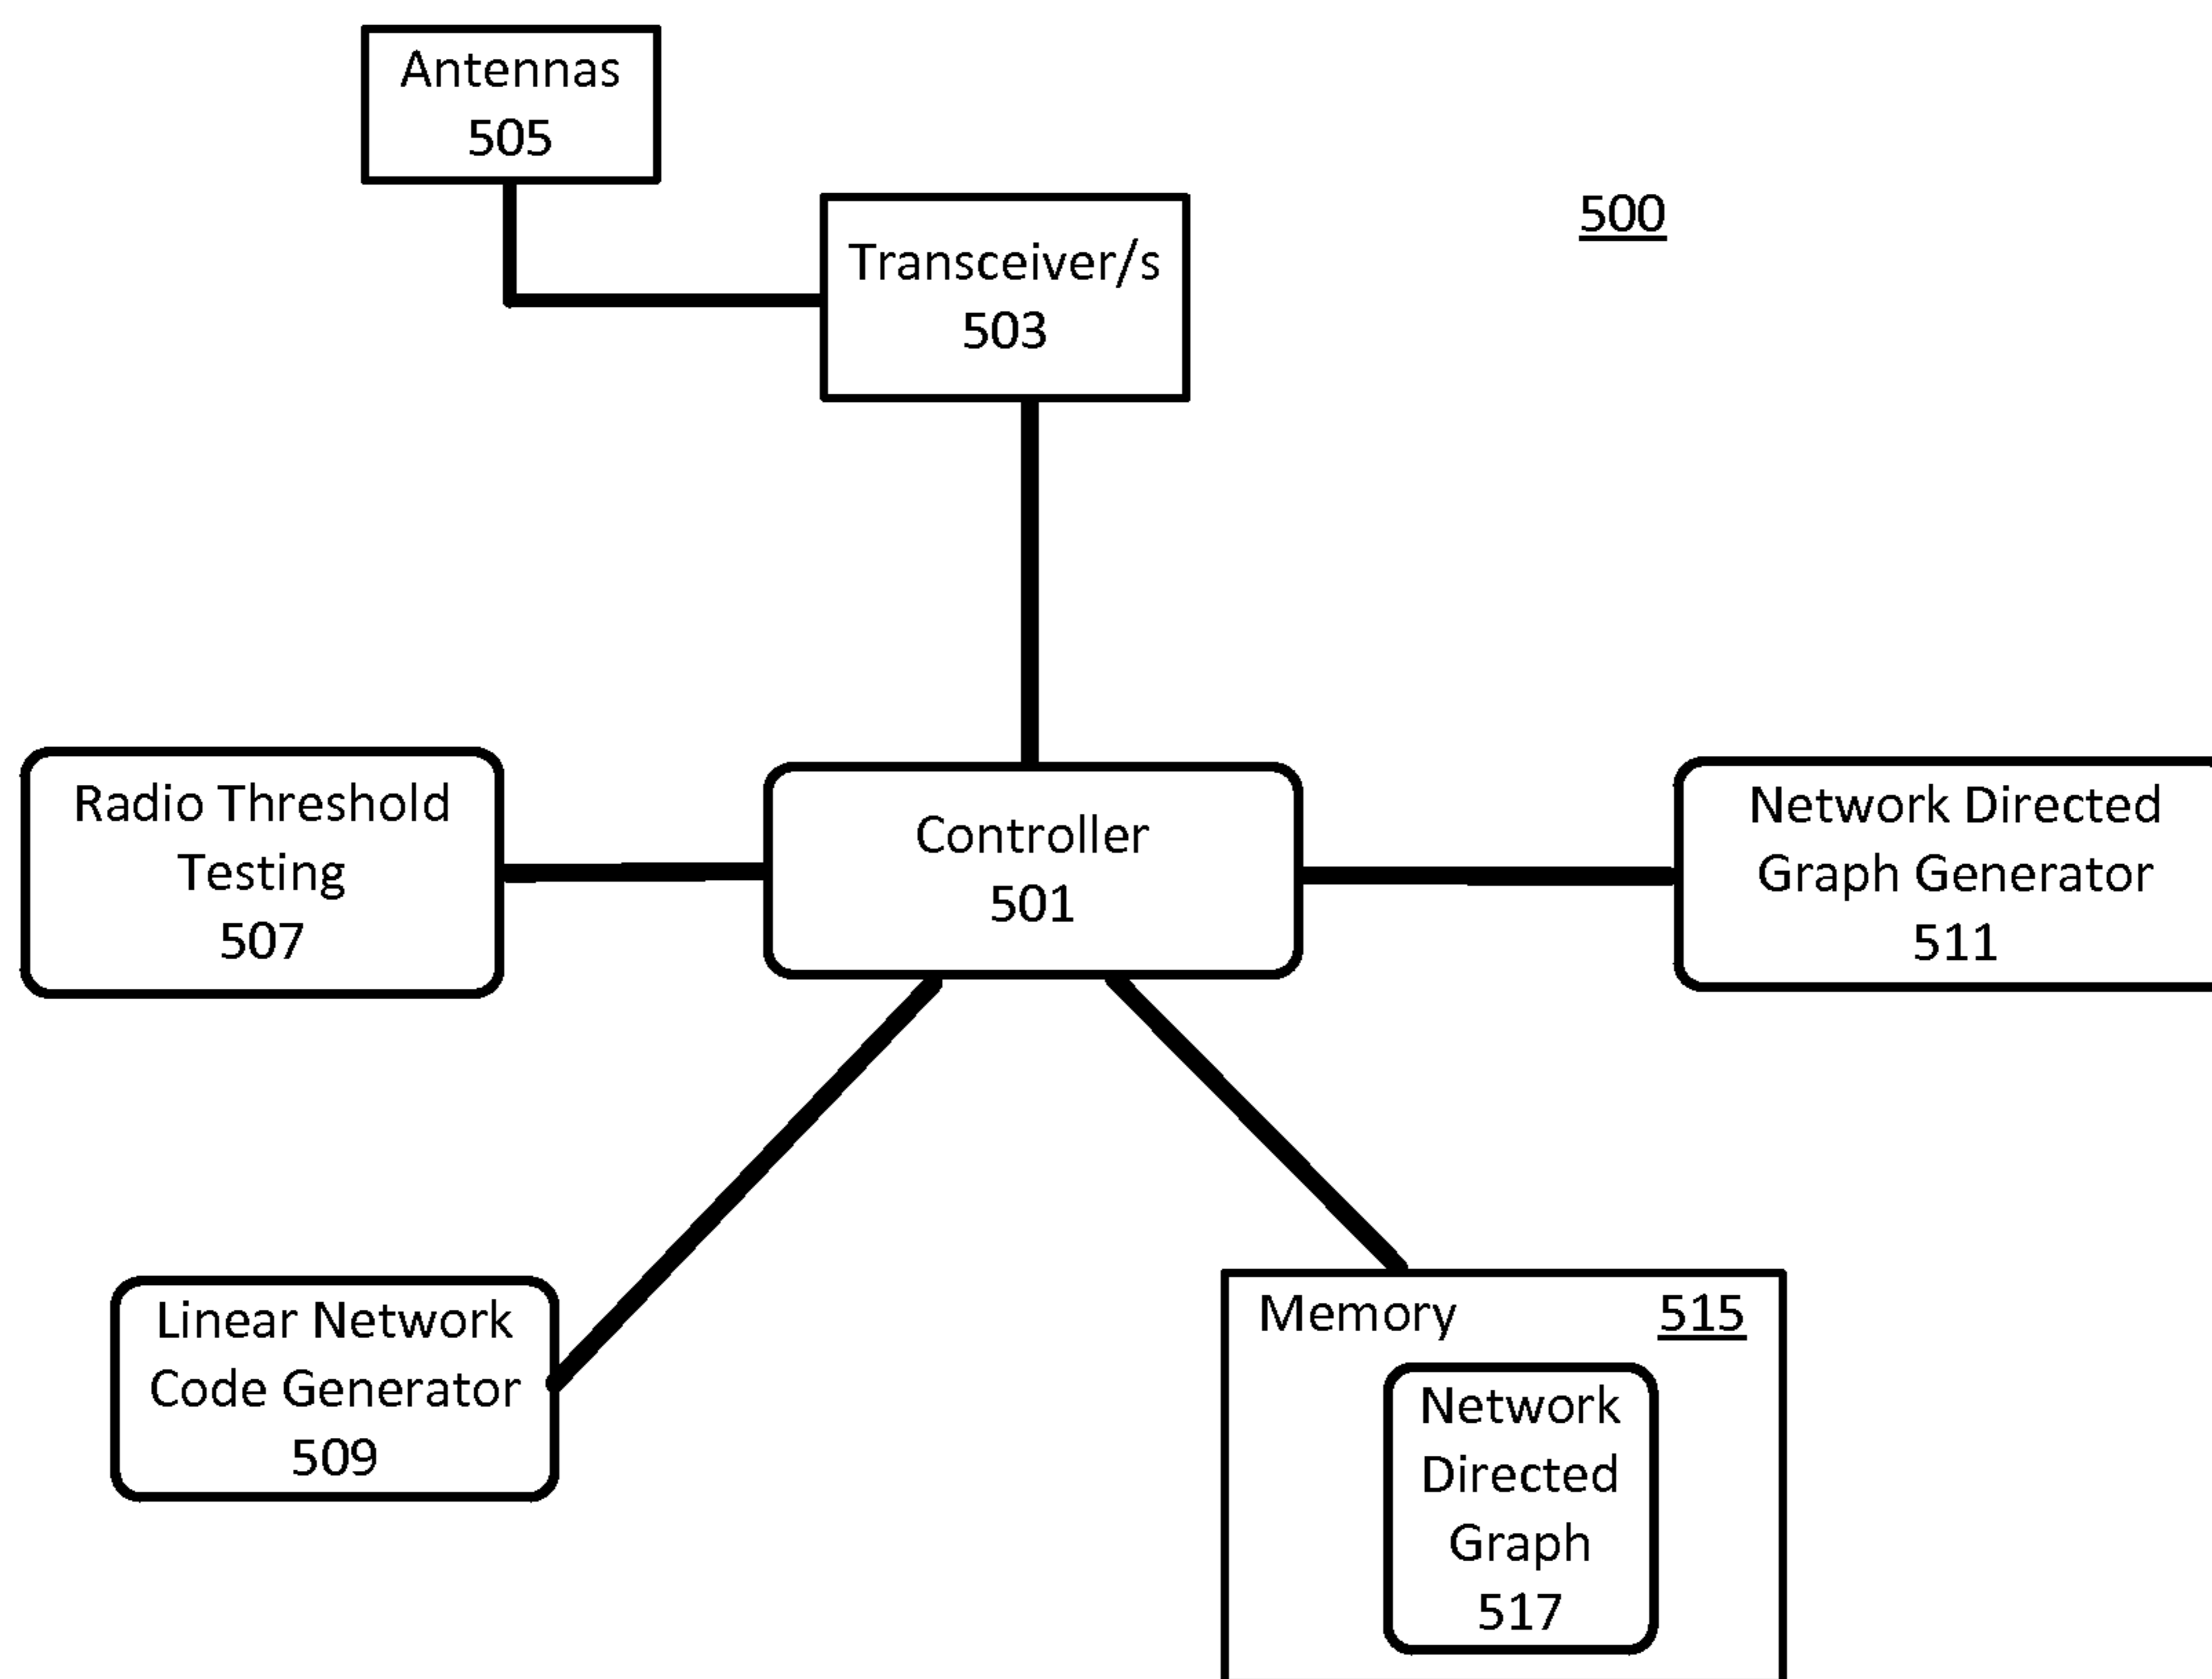 Antennas
505
Transceiver/s
503
500
Radio Threshold
Testing
507
Controller
501
Network Directed
Graph Generator
511
Linear Network
Code Generator
509
Memory 515
Network
Directed
Graph
517